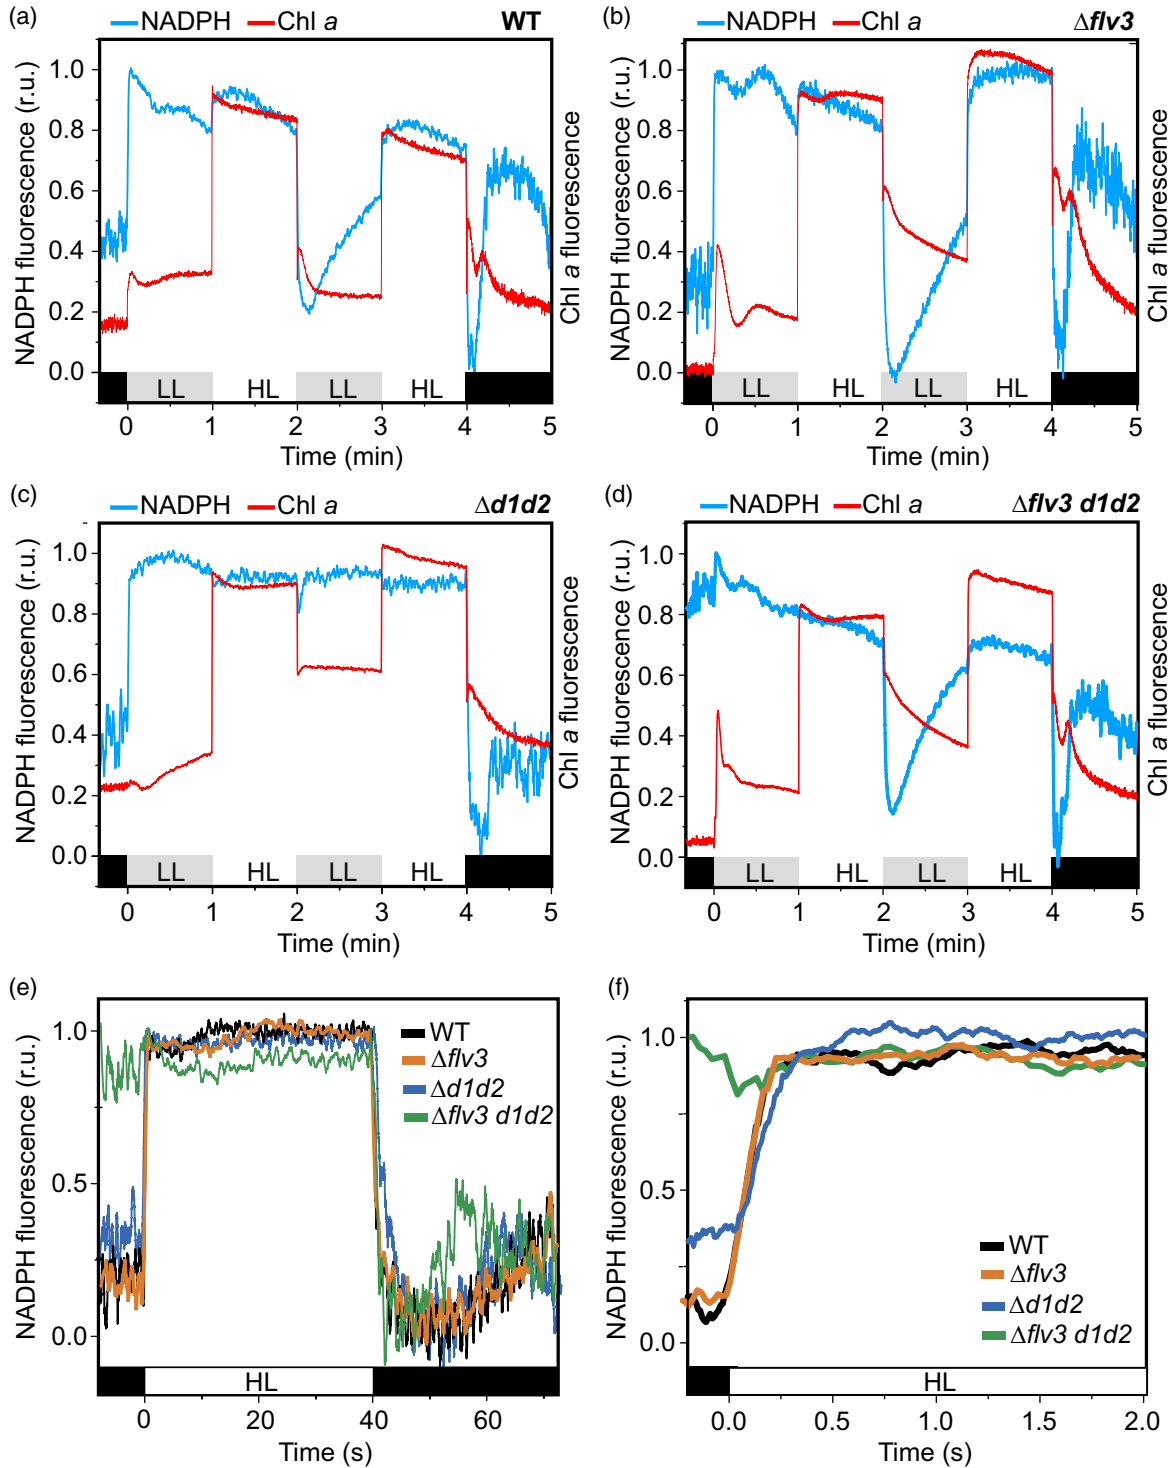 (a) NADPH Chl a WT
NADPH fluorescence (r.u.)
1.0
0.8
0.6
0.4
0.2
0.0
LL HL LL HL
0 1 2 3 4 5
Time (min)
Chl a fluorescence
(b) NADPH Chl a Δflv3
NADPH fluorescence (r.u.)
1.0
0.8
0.6
0.4
0.2
0.0
LL HL LL HL
0 1 2 3 4 5
Time (min)
(c) NADPH Chl a Δd1d2
NADPH fluorescence (r.u.)
1.0
0.8
0.6
0.4
0.2
0.0
LL HL LL HL
0 1 2 3 4 5
Time (min)
Chl a fluorescence
(d) NADPH Chl a Δflv3 d1d2
NADPH fluorescence (r.u.)
1.0
0.8
0.6
0.4
0.2
0.0
LL HL LL HL
0 1 2 3 4 5
Time (min)
(e)
NADPH fluorescence (r.u.)
1.0
0.5
0.0
WT
Δflv3
Δd1d2
Δflv3 d1d2
HL
0 20 40 60
Time (s)
(f)
NADPH fluorescence (r.u.)
1.0
0.5
0.0
WT
Δflv3
Δd1d2
Δflv3 d1d2
HL
0.0 0.5 1.0 1.5 2.0
Time (s)